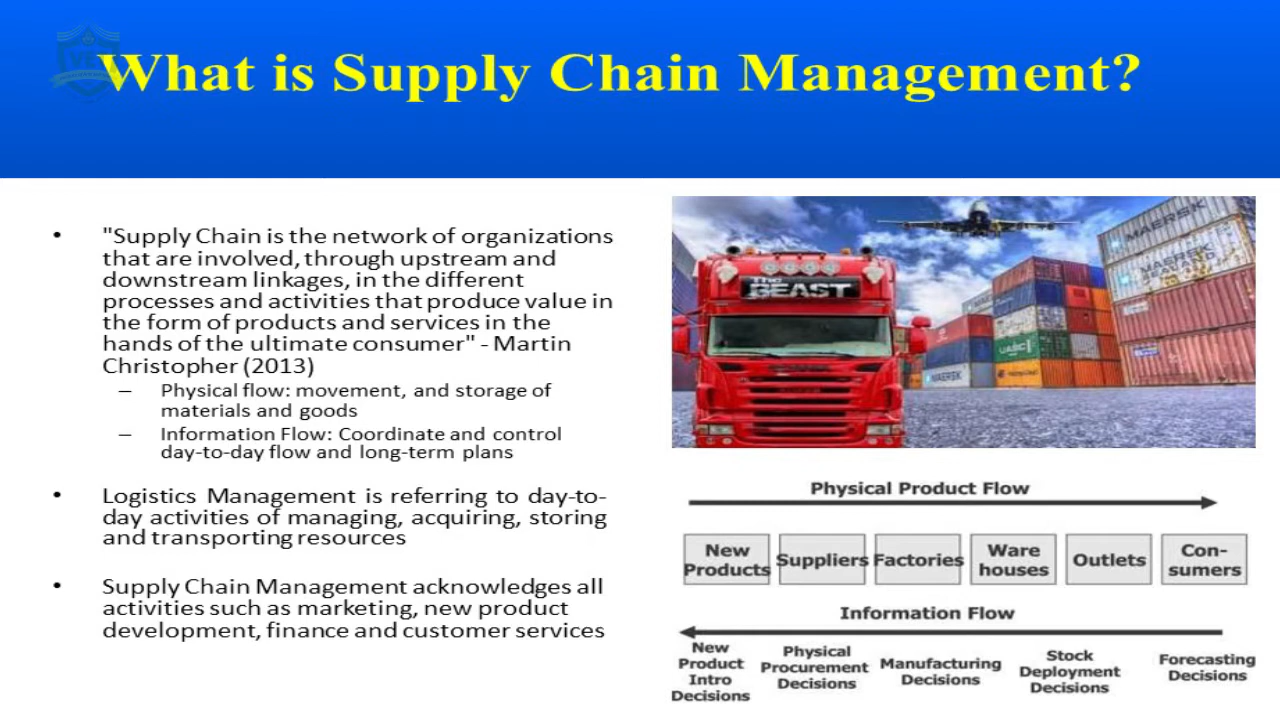 What is Supply Chain Management?
• "Supply Chain is the network of organizations
that are involved, through upstream and
downstream linkages, in the different
processes and activities that produce value in
the form of products and services in the
hands of the ultimate consumer" - Martin
Christopher (2013)
– Physical flow: movement, and storage of
materials and goods
– Information Flow: Coordinate and control
day-to-day flow and long-term plans
• Logistics Management is referring to day-to-
day activities of managing, acquiring, storing
and transporting resources
• Supply Chain Management acknowledges all
activities such as marketing, new product
development, finance and customer services
The
BEAST
MAERSK
MAERSK
UASC
MAERSK
Physical Product Flow
New
Products
Suppliers
Factories
Ware
houses
Outlets
Con-
sumers
Information Flow
New
Product
Intro
Decisions
Physical
Procurement
Decisions
Manufacturing
Decisions
Stock
Deployment
Decisions
Forecasting
Decisions